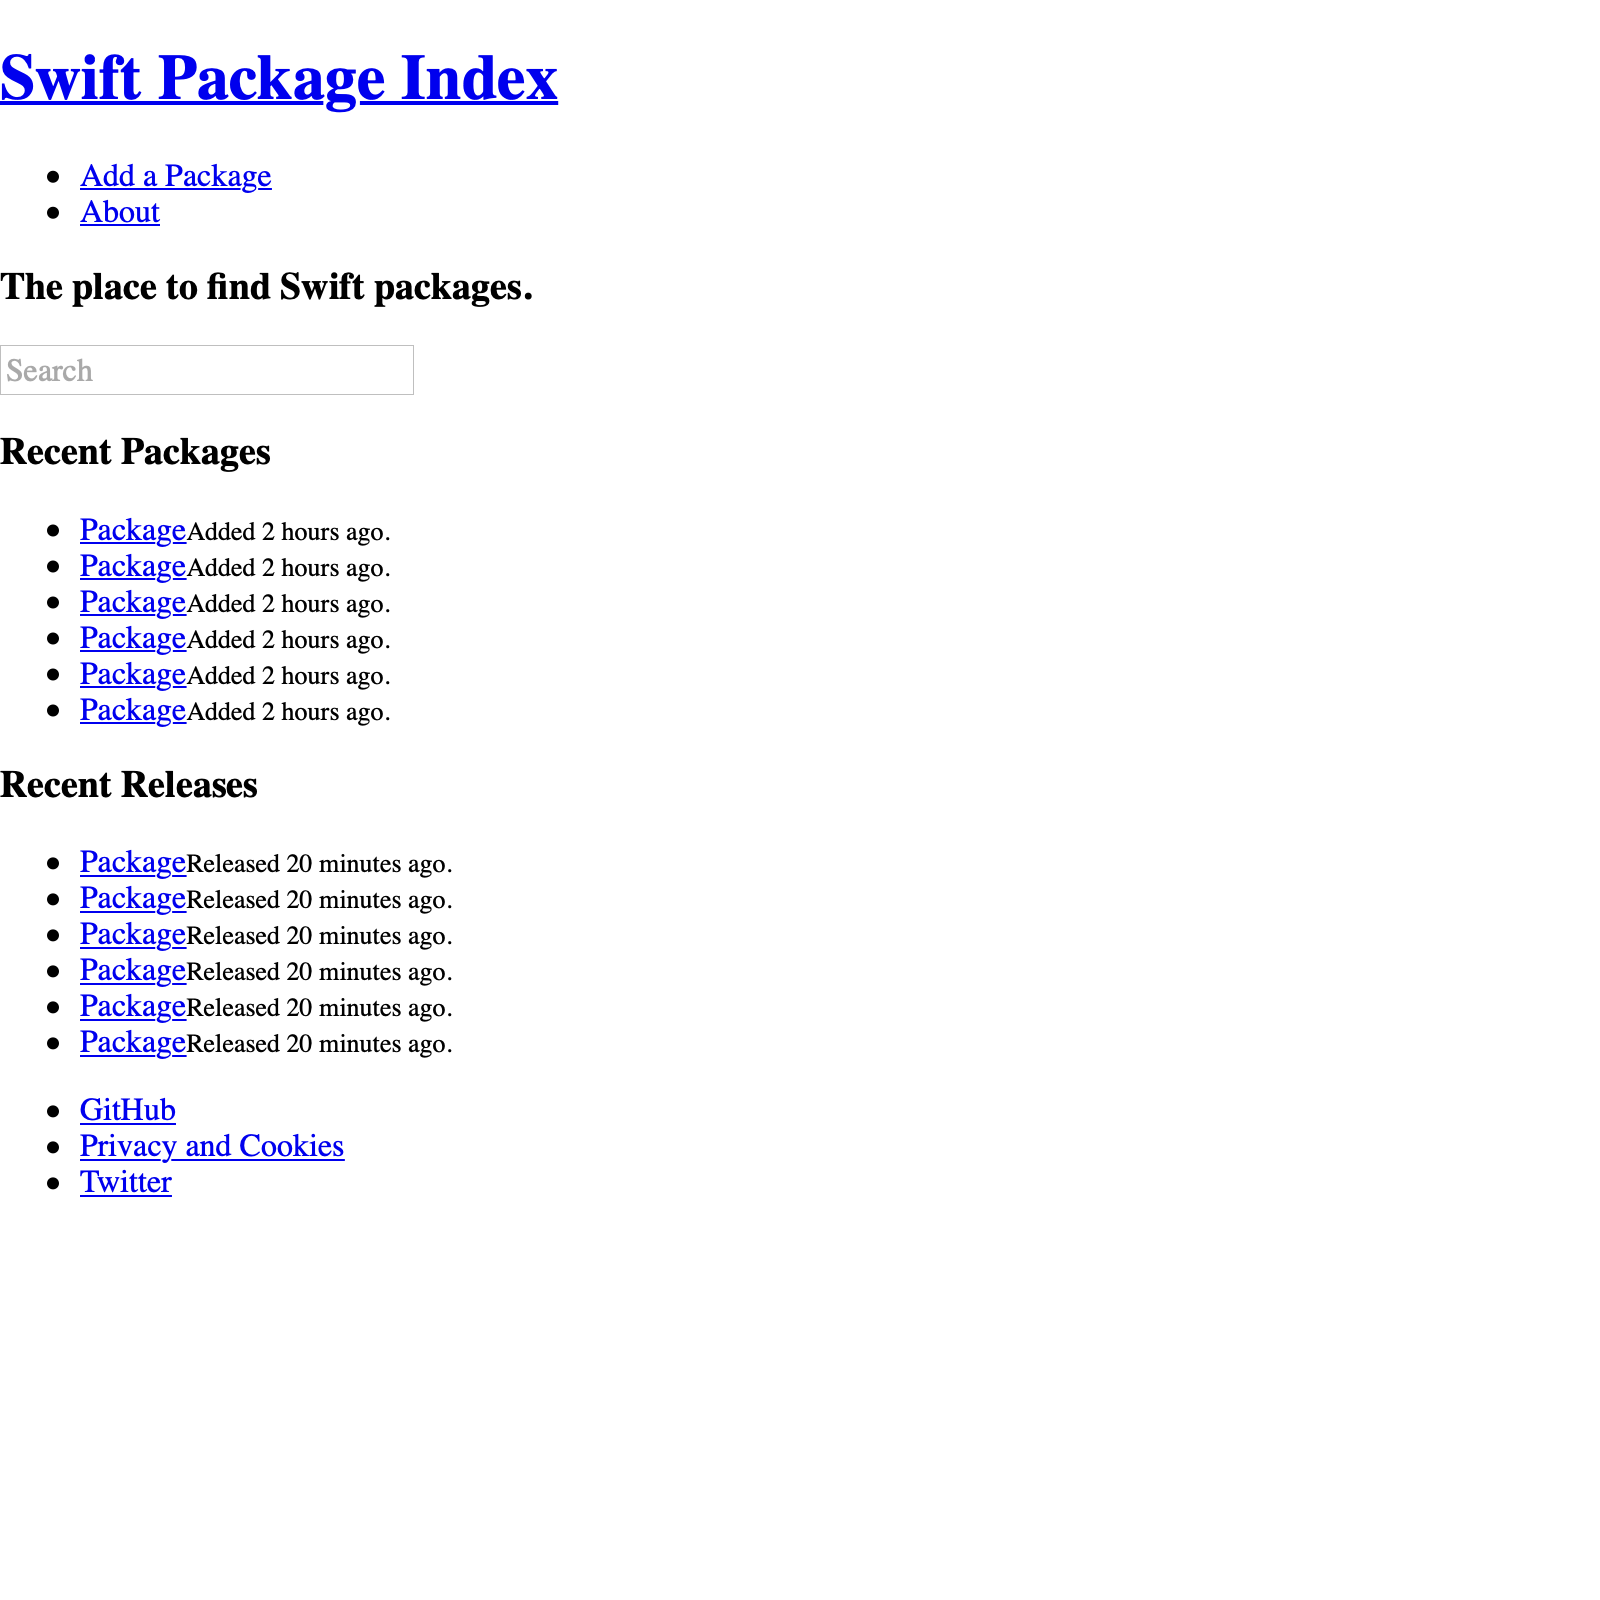 Swift Package Index
Add a Package
About
The place to find Swift packages.
Search
Recent Packages
PackageAdded 2 hours ago.
PackageAdded 2 hours ago.
PackageAdded 2 hours ago.
PackageAdded 2 hours ago.
PackageAdded 2 hours ago.
PackageAdded 2 hours ago.
Recent Releases
PackageReleased 20 minutes ago.
PackageReleased 20 minutes ago.
PackageReleased 20 minutes ago.
PackageReleased 20 minutes ago.
PackageReleased 20 minutes ago.
PackageReleased 20 minutes ago.
GitHub
Privacy and Cookies
Twitter